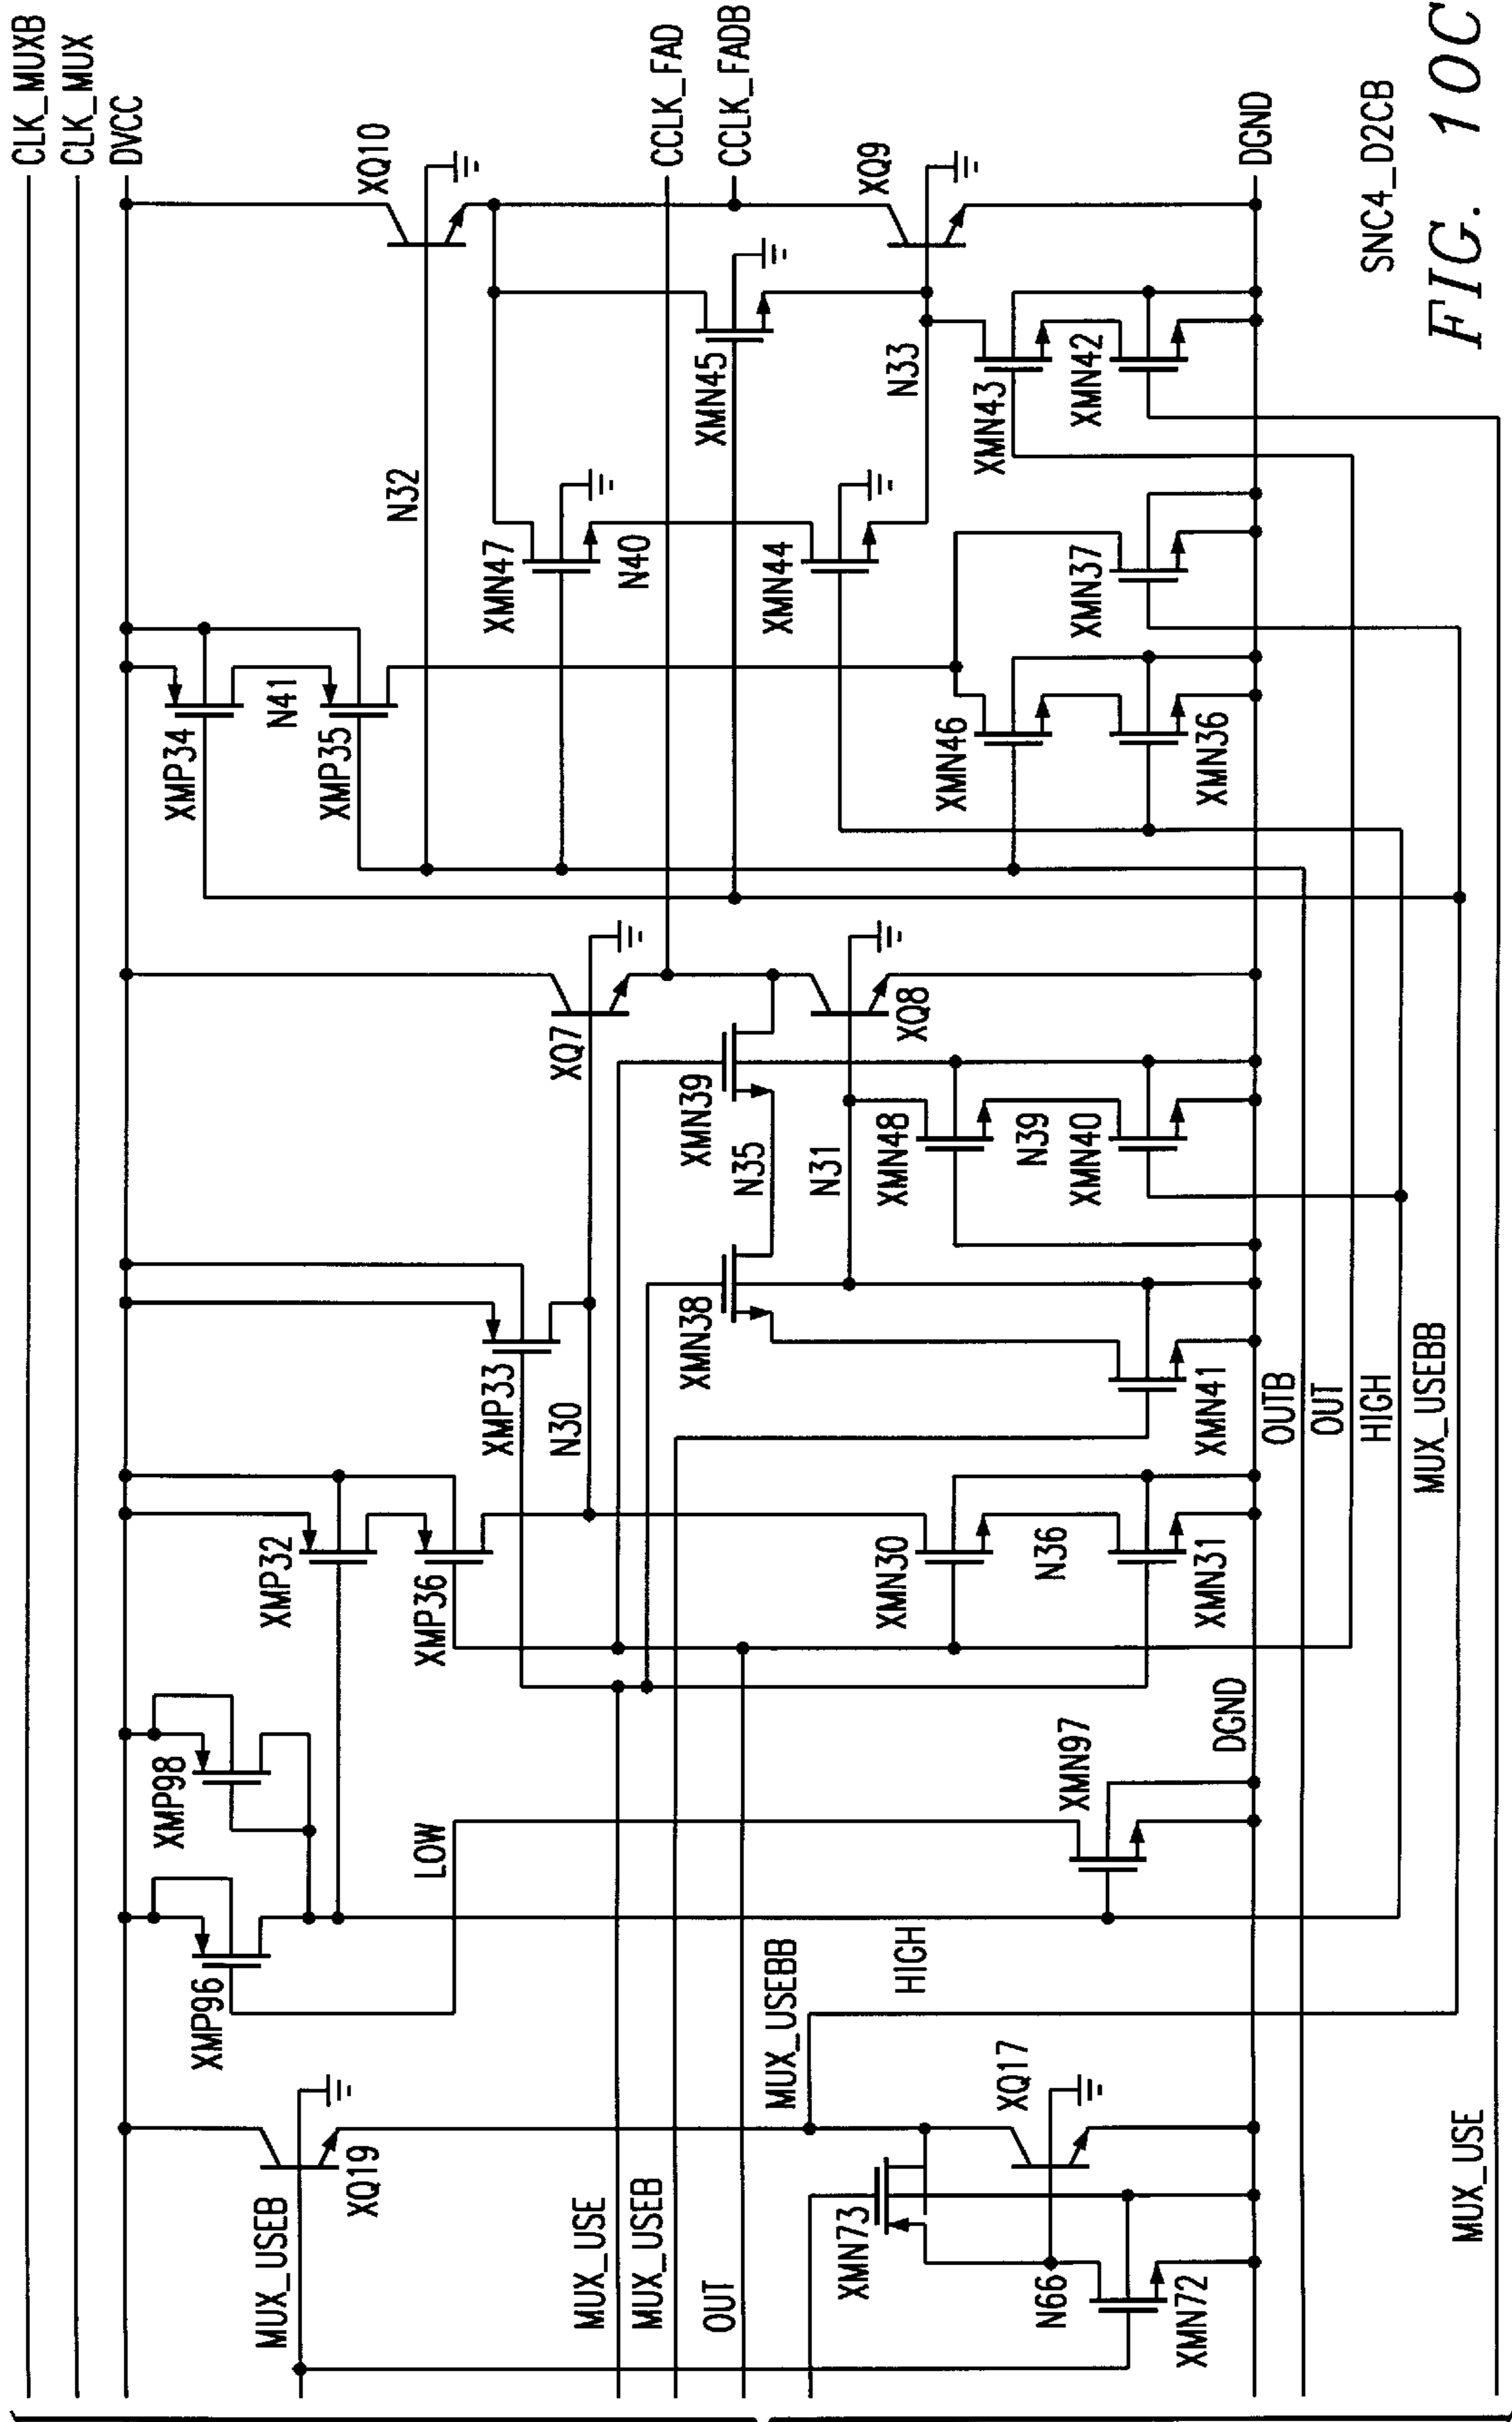 CLK_MUXB
CLK_MUX
DVCC
XQ10
CCLK_FAD
CCLK_FADB
XQ9
DGND
SNC4_D2CB
FIG. 10C
N32
XMN45
N33
XMN43
XMN42
XMN47
N40
XMN44
XMN37
XMP34
N41
XMP35
XMN46
XMN36
XQ7
XQ8
XMN39
N35
N31
XMN48
N39
XMN40
XMN38
XMP33
N30
XMN41
OUTB
OUT
HIGH
MUX_USEBB
XMP32
XMP36
XMN30
N36
XMN31
XMP98
LOW
XMN97
DGND
XMP96
HIGH
MUX_USEBB
XQ17
XQ19
MUX_USEB
MUX_USE
MUX_USEB
OUT
XMN73
N66
XMN72
MUX_USE